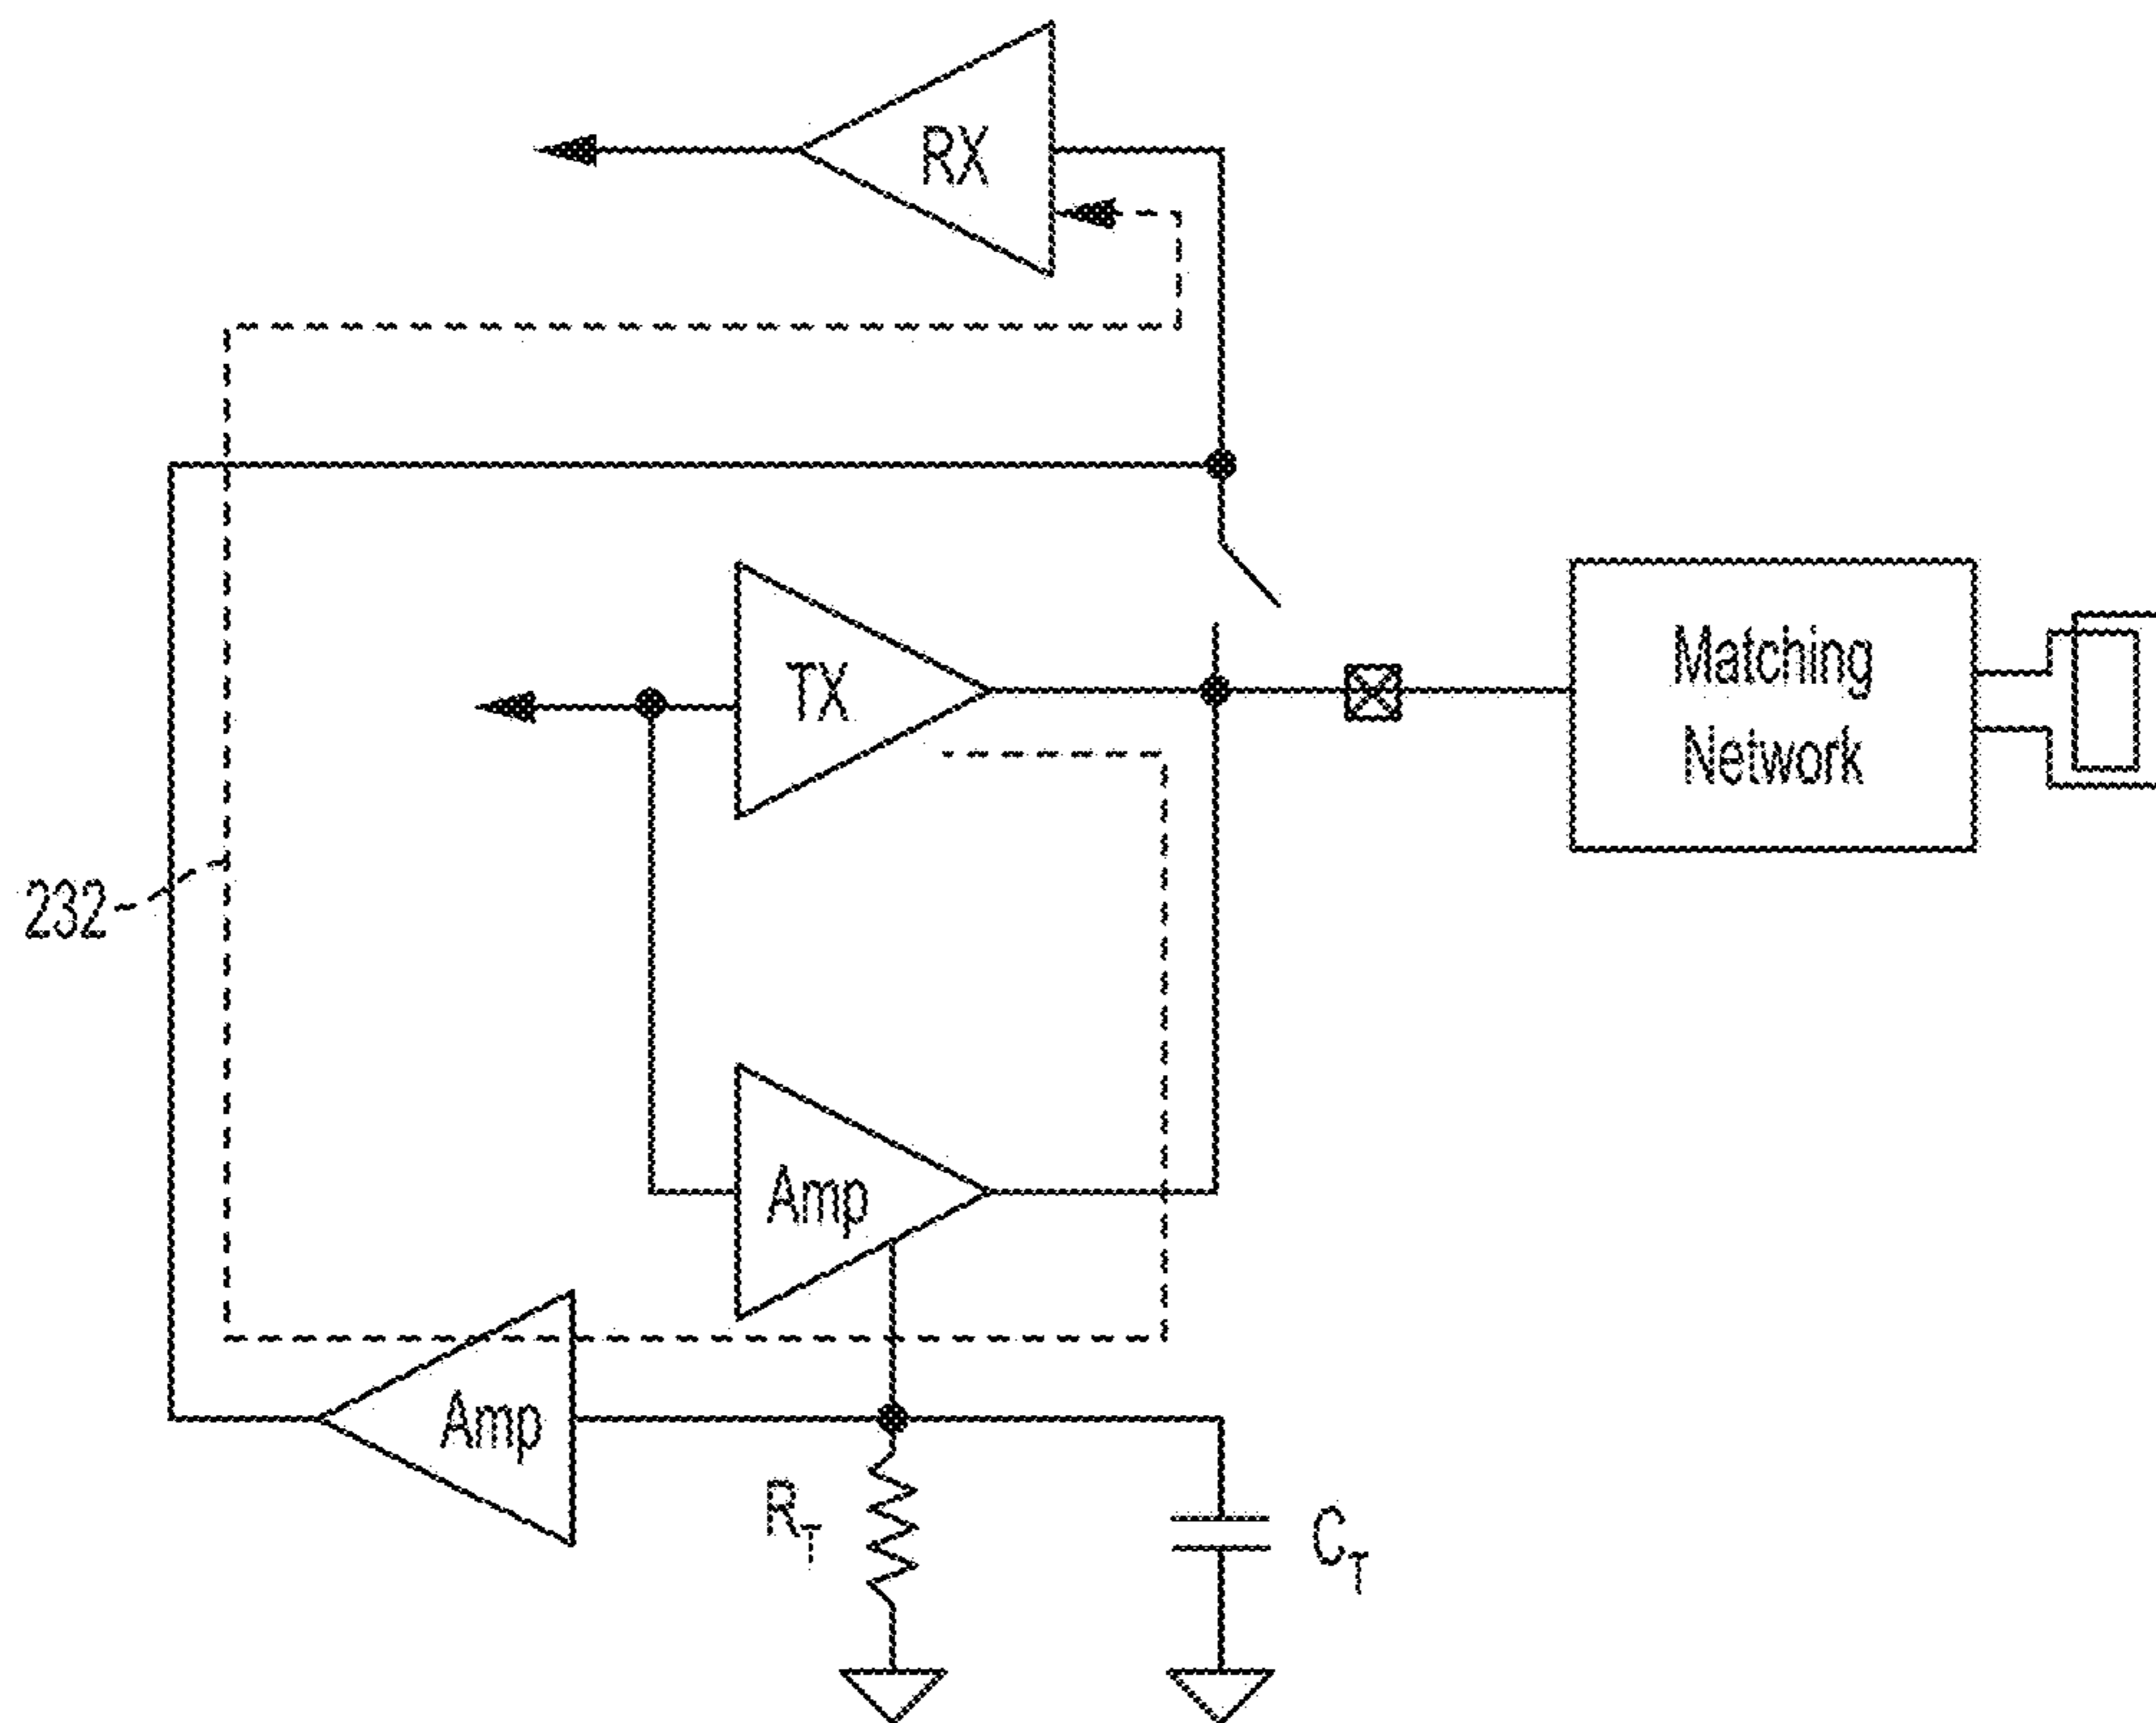 RX
TX
Matching
Network
232
Amp
Amp
R_T
C_T